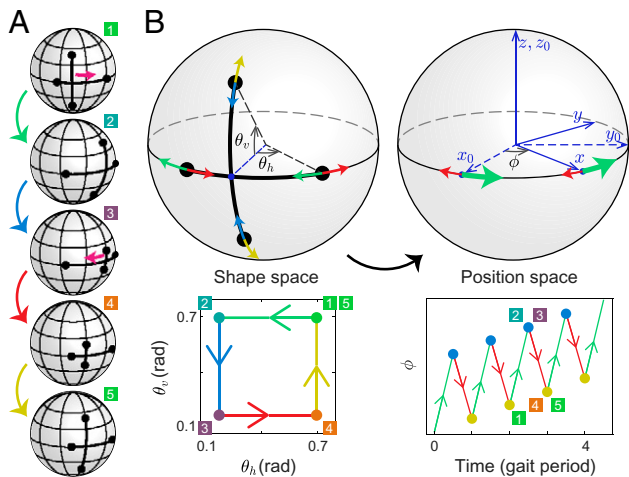 A
B
1
2
3
4
5
θv
θh
z, z0
y
y0
x0
x
ϕ
Shape space
Position space
2
1 5
0.7
θv (rad)
0.1
3
4
0.1
0.7
θh (rad)
ϕ
2 3
1
4 5
0
4
Time (gait period)